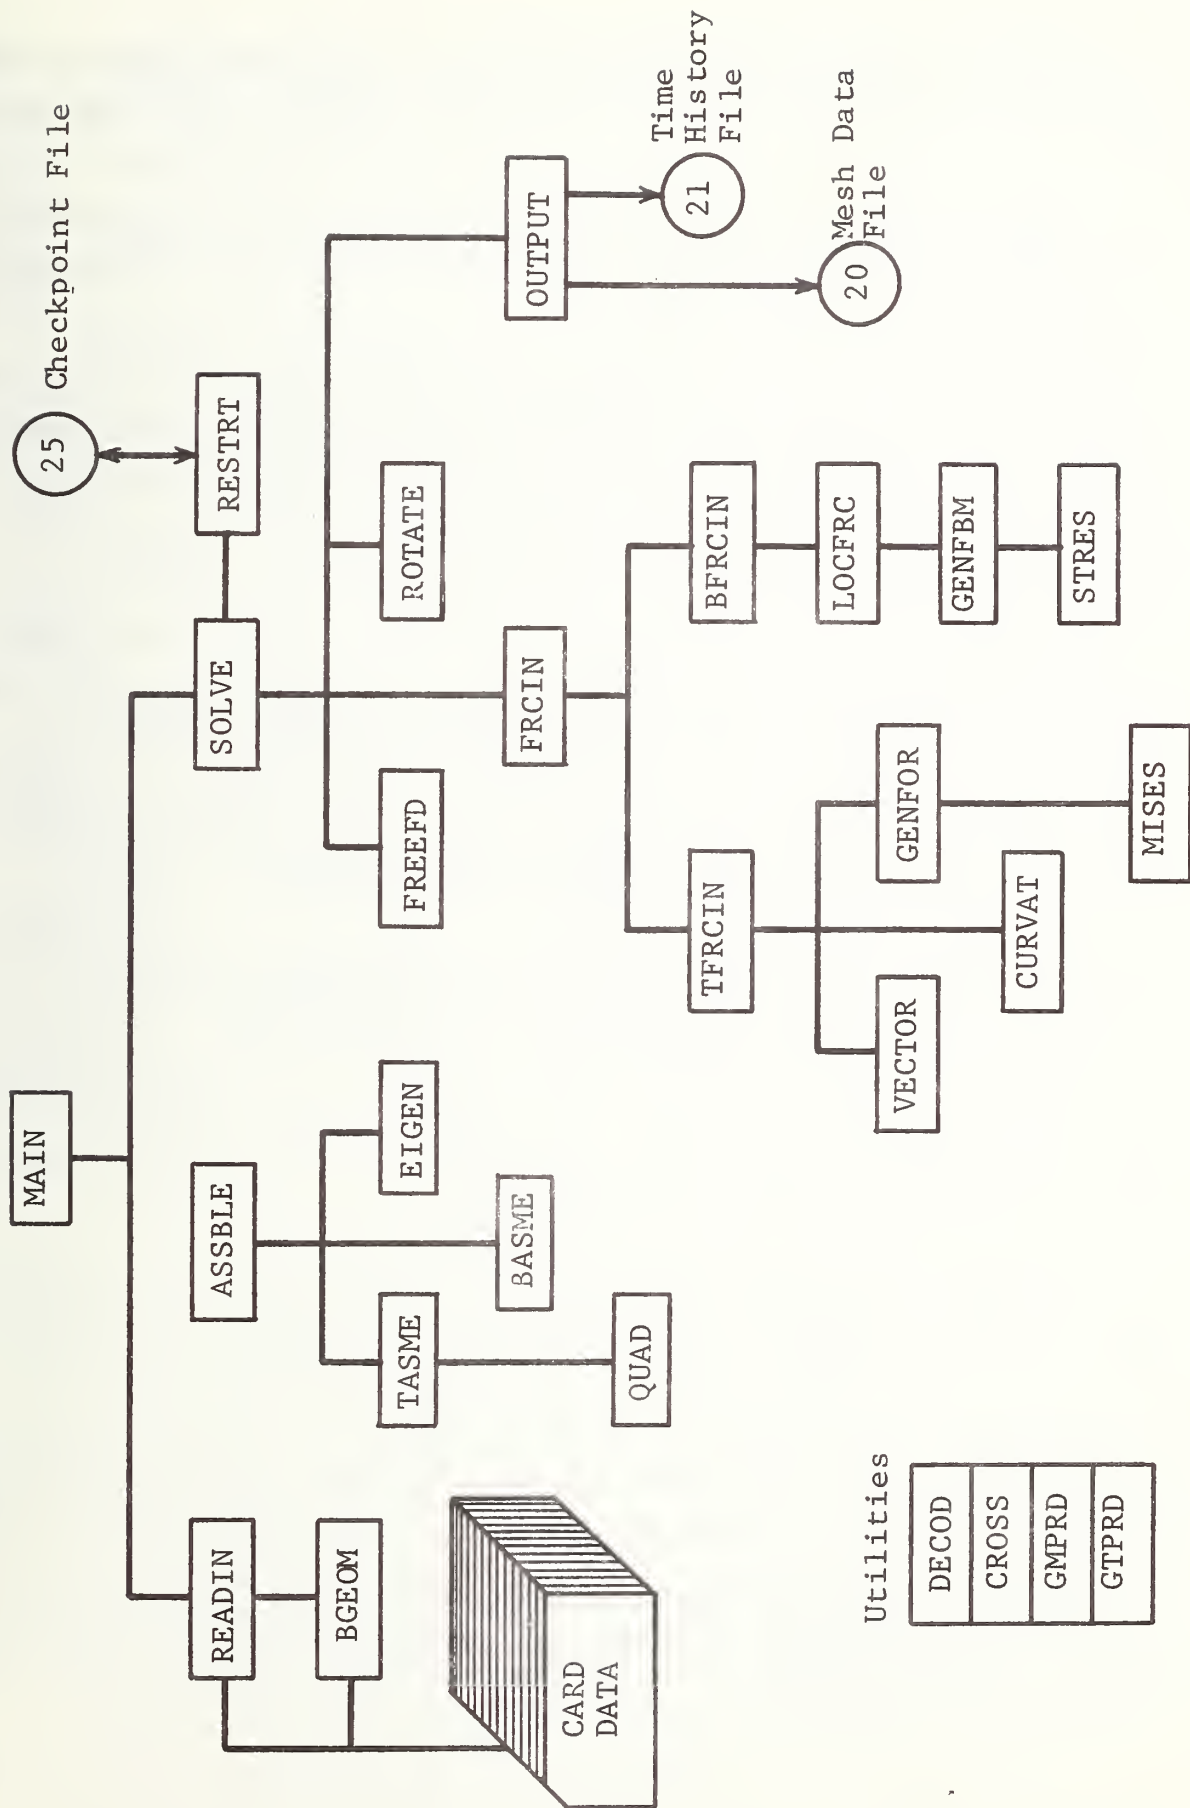 MAIN
25 Checkpoint File
READIN
ASSBLE
SOLVE
RESTRT
BGEOM
TASME
EIGEN
FREEFD
ROTATE
BASME
FRCIN
OUTPUT
CARD
DATA
QUAD
TFRCIN
BFRCIN
21
Time
History
File
20
Mesh Data
File
VECTOR
GENFOR
LOCFRC
CURVAT
GENFBM
MISES
STRES
Utilities
DECOD
CROSS
GMPRD
GTPRD